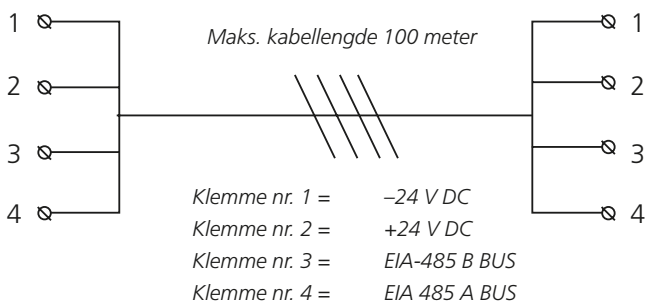 Maks. kabellengde 100 meter
1 1
2 2
3 3
4 4
Klemme nr. 1 = –24 V DC
Klemme nr. 2 = +24 V DC
Klemme nr. 3 = EIA-485 B BUS
Klemme nr. 4 = EIA 485 A BUS